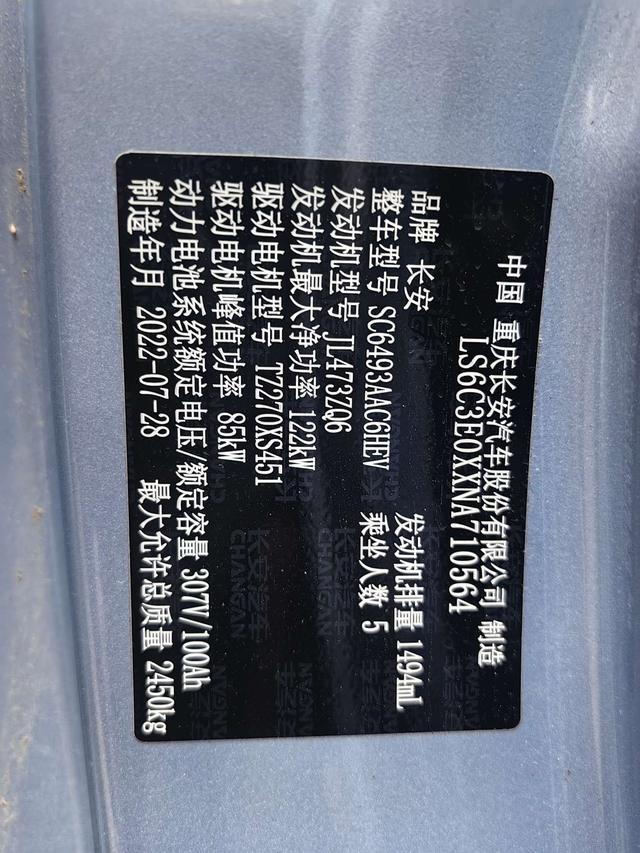 中国 重庆长安汽车股份有限公司 制造
LS6C3E0XXNA710564
品牌 长安
整车型号 SC6493AAC6HEV 发动机排量 1494mL
发动机型号 JL473ZQ6 乘坐人数 5
发动机最大净功率 122kW
驱动电机型号 TZ270XS451
驱动电机峰值功率 85kW
动力电池系统额定电压/额定容量 307V/100Ah
制造年月 2022-07-28 最大允许总质量 2450kg
长安汽车
CHANGAN